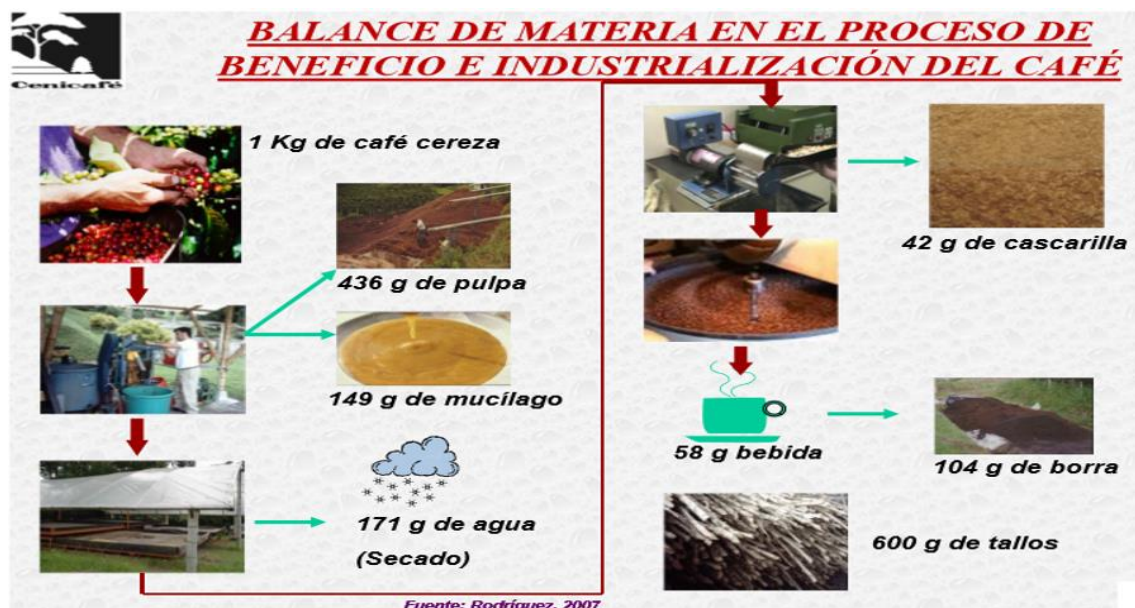 Cenicafé
BALANCE DE MATERIA EN EL PROCESO DE
BENEFICIO E INDUSTRIALIZACIÓN DEL CAFÉ
1 Kg de café cereza
436 g de pulpa
149 g de mucílago
171 g de agua
(Secado)
42 g de cascarilla
58 g bebida
104 g de borra
600 g de tallos
Fuente: Rodríguez, 2007